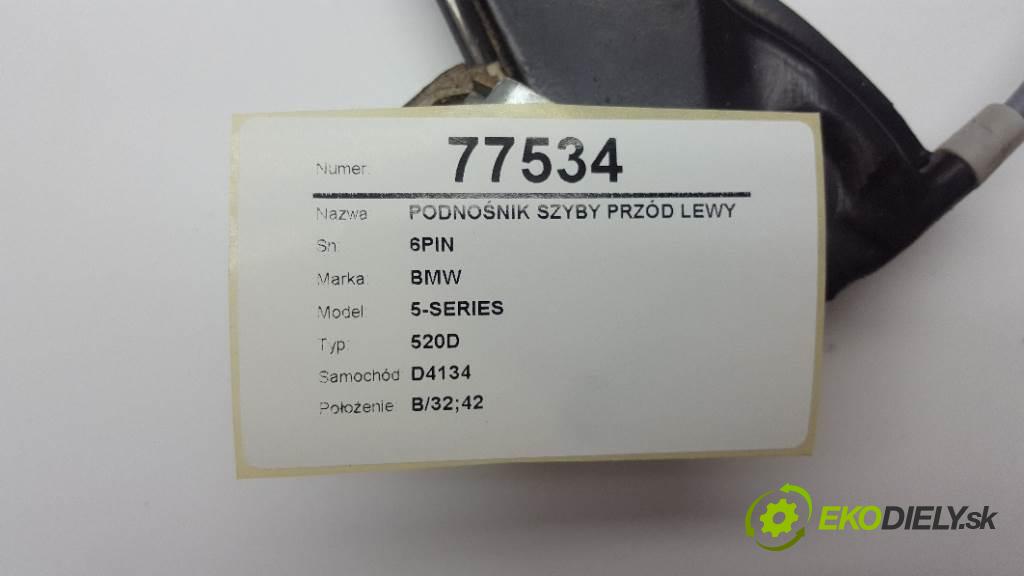 Numer: 77534
Nazwa PODNOŚNIK SZYBY PRZÓD LEWY
Sn: 6PIN
Marka: BMW
Model: 5-SERIES
Typ: 520D
Samochód D4134
Położenie: B/32;42
EKODIELY.sk